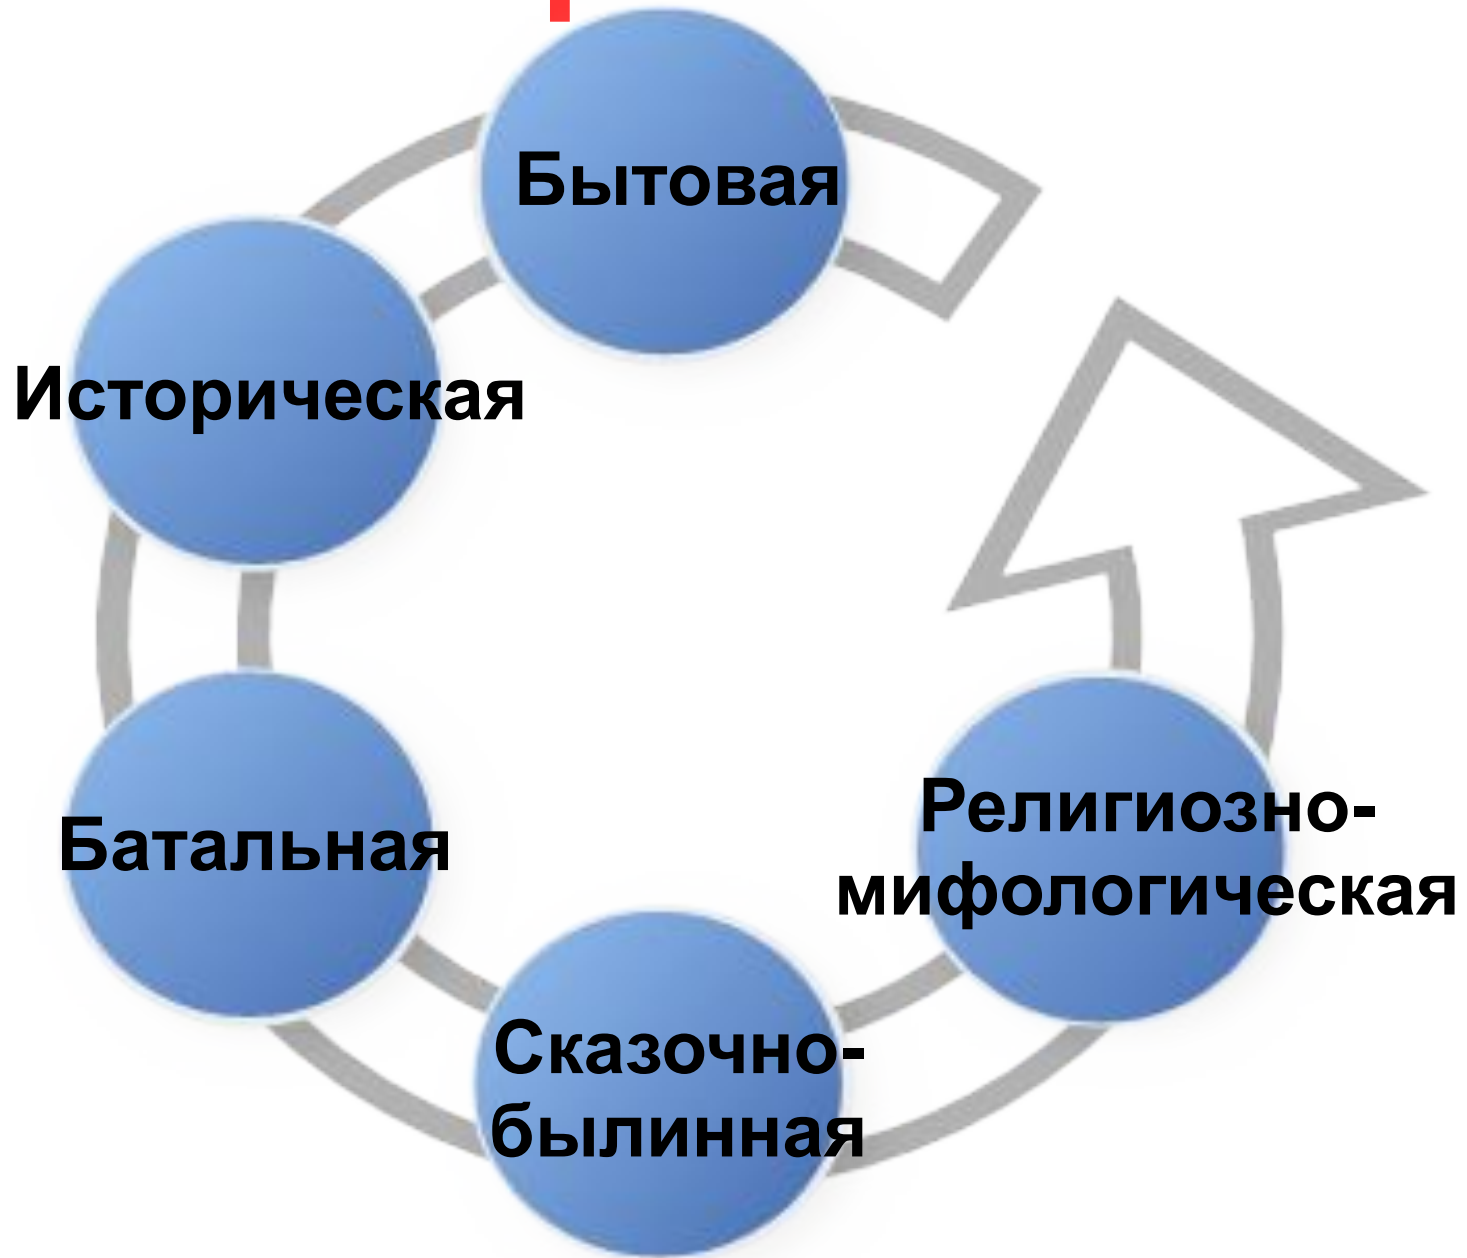 Бытовая
Историческая
Батальная
Религиозно-
мифологическая
Сказочно-
былинная